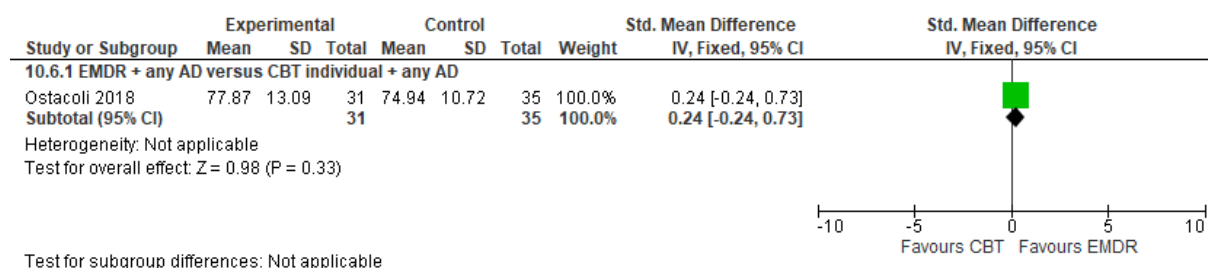 Experimental Control Std. Mean Difference Std. Mean Difference
Study or Subgroup Mean SD Total Mean SD Total Weight IV, Fixed, 95% CI IV, Fixed, 95% CI
10.6.1 EMDR + any AD versus CBT individual + any AD
Ostacoli 2018 77.87 13.09 31 74.94 10.72 35 100.0% 0.24 [-0.24, 0.73]
Subtotal (95% CI) 31 35 100.0% 0.24 [-0.24, 0.73]
Heterogeneity: Not applicable
Test for overall effect: Z = 0.98 (P = 0.33)
-10 -5 0 5 10
Favours CBT Favours EMDR
Test for subgroup differences: Not applicable